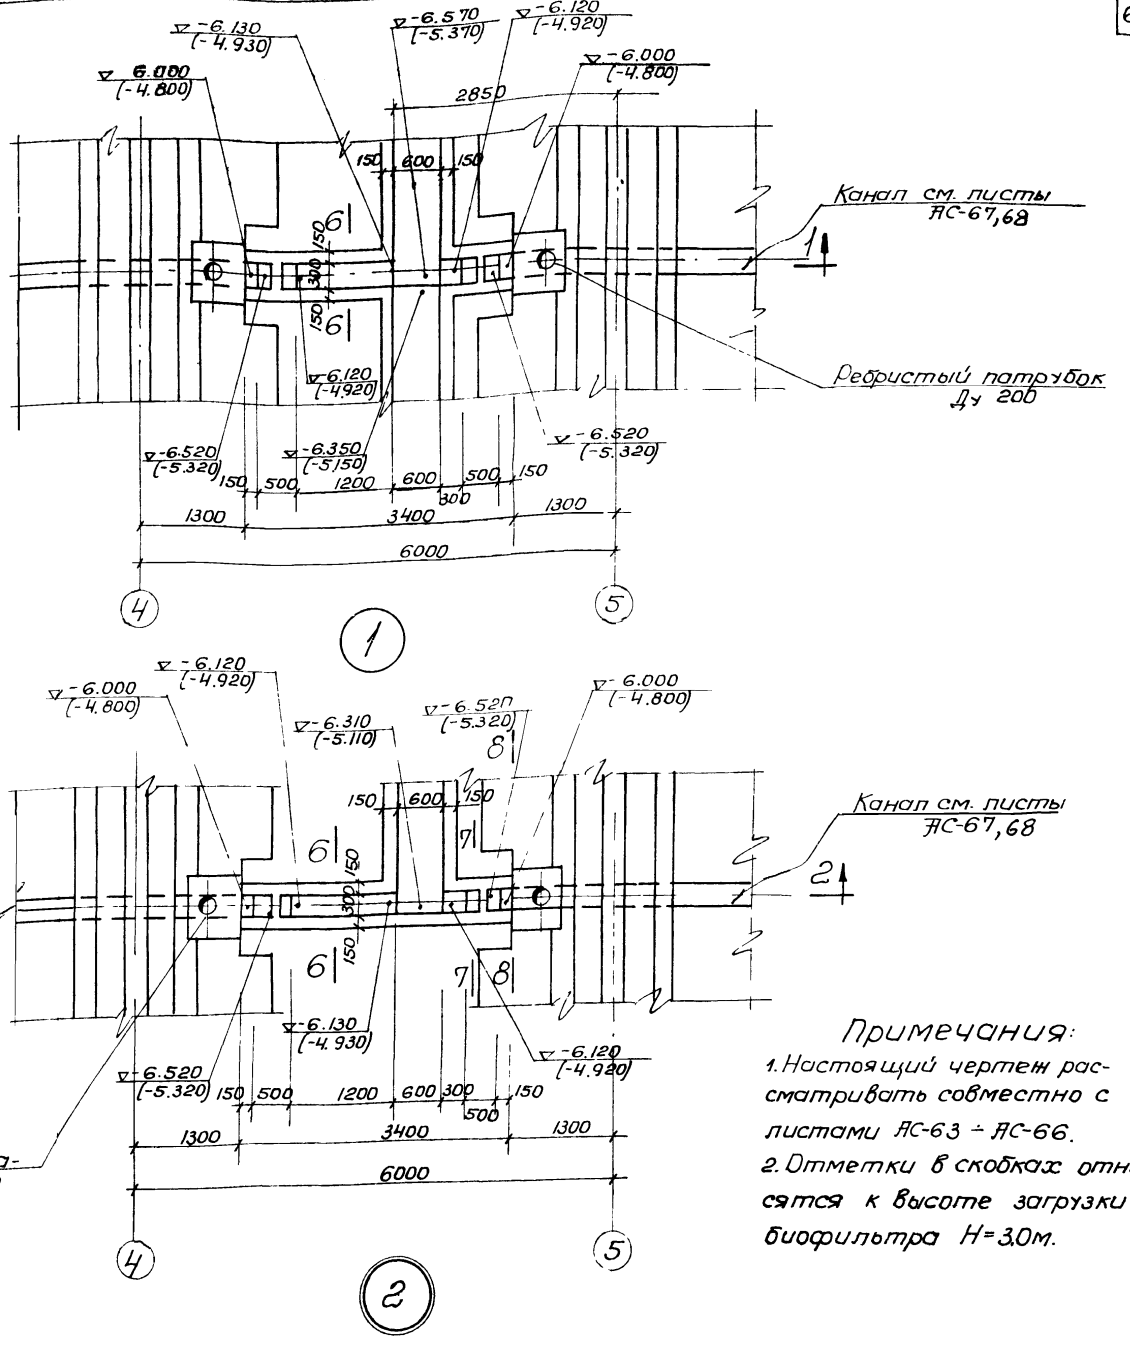 -6.130
(-4.930)
-6.570
(-5.370)
-6.120
(-4.920)
6.000
(-4.800)
-6.000
(-4.800)
2850
150 600 150
Канал см. листы
АС-67,68
1
6
150
300
150
6
-6.120
(-4.920)
Ребристый патрубок
Ду 200
-6.520
(-5.320)
-6.350
(-5.150)
-6.520
(-5.320)
150 500 1200 600 300 500 150
1300 3400 1300
6000
4 5
1
-6.120
(-4.920)
-6.000
(-4.800)
-6.310
(-5.110)
-6.520
(-5.320)
-6.000
(-4.800)
8
150 600 150
Канал см. листы
АС-67,68
7
2
6
150
300
150
6
7 8
-6.130
(-4.930)
-6.120
(-4.920)
-6.520
(-5.320)
150 500 1200 600 300 500 150
1300 3400 1300
6000
4 5
2
Примечания:
1. Настоящий чертеж рас-
сматривать совместно с
листами АС-63 ÷ АС-66.
2. Отметки в скобках отн
сятся к высоте загрузки
биофильтра Н=3.0м.